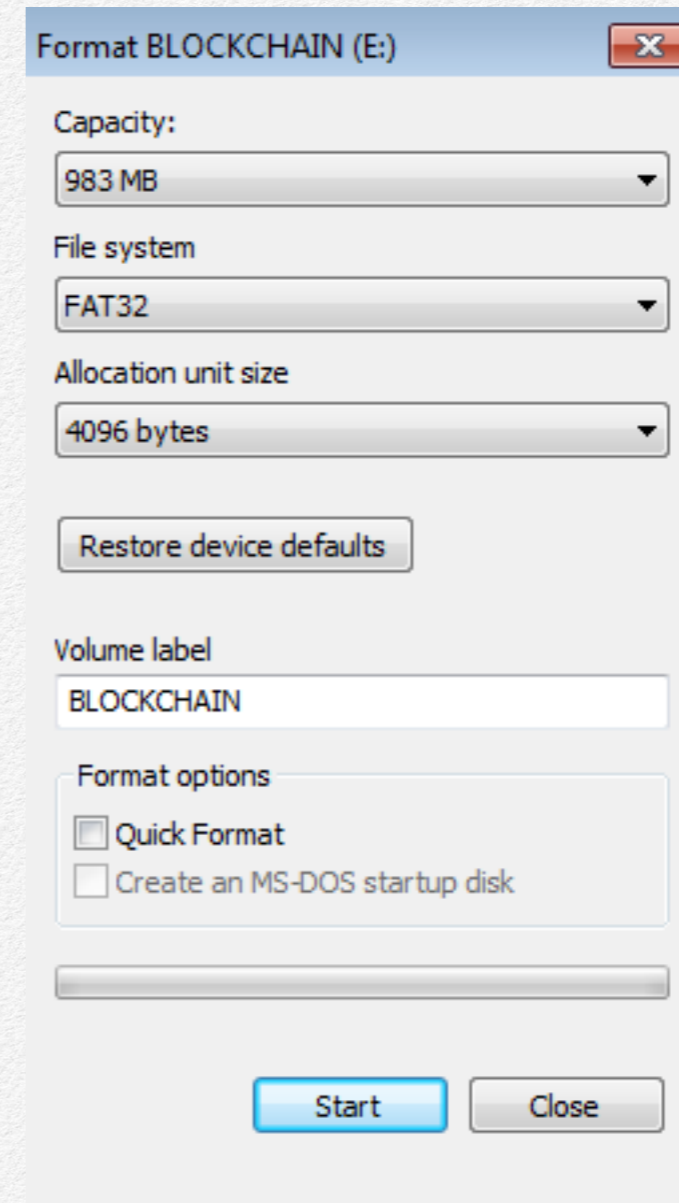 Format BLOCKCHAIN (E:)
Capacity:
983 MB
File system
FAT32
Allocation unit size
4096 bytes
Restore device defaults
Volume label
BLOCKCHAIN
Format options
Quick Format
Create an MS-DOS startup disk
Start
Close